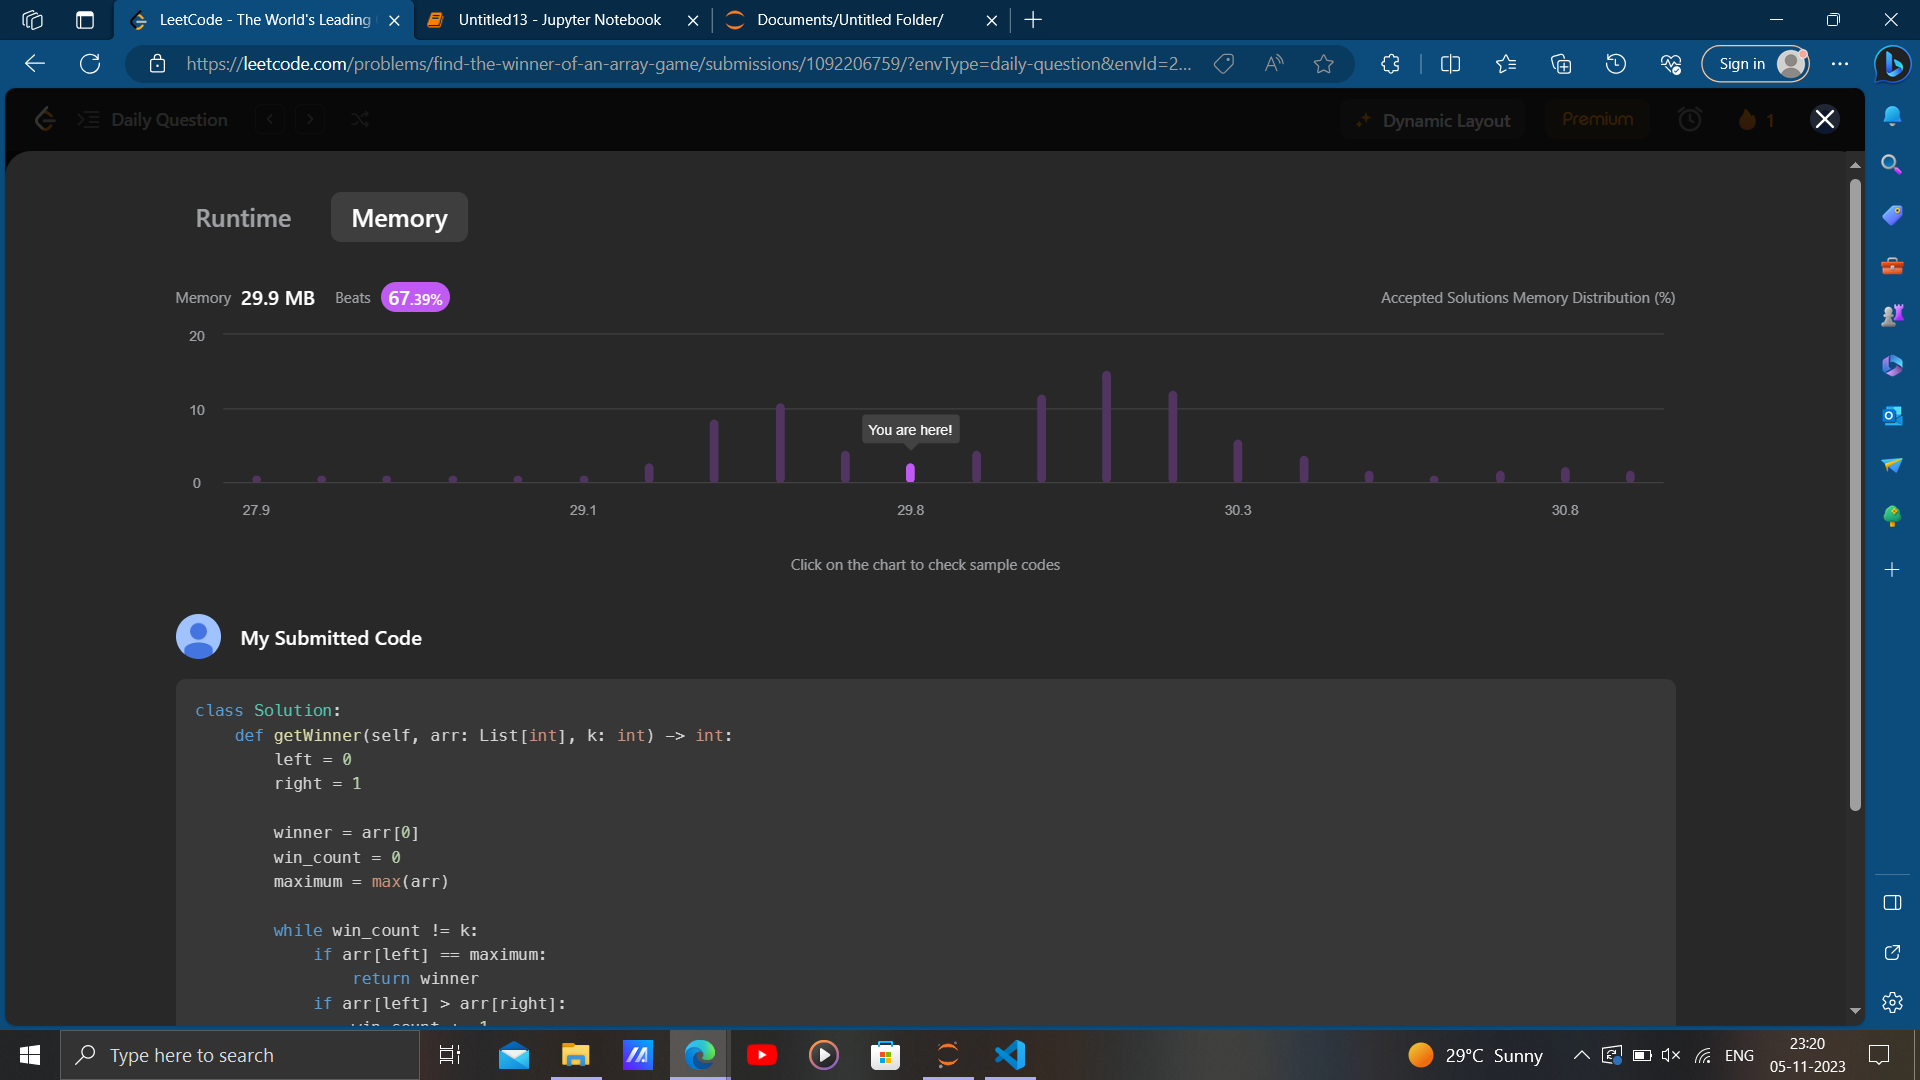 LeetCode - The World's Leading
Untitled13 - Jupyter Notebook
Documents/Untitled Folder/
https://leetcode.com/problems/find-the-winner-of-an-array-game/submissions/1092206759/?envType=daily-question&envId=2...
Sign in
Daily Question
Dynamic Layout
Premium
1
Runtime
Memory
Memory 29.9 MB Beats 67.39%
Accepted Solutions Memory Distribution (%)
20
10
You are here!
0
27.9 29.1 29.8 30.3 30.8
Click on the chart to check sample codes
My Submitted Code
class Solution:
    def getWinner(self, arr: List[int], k: int) -> int:
        left = 0
        right = 1
        winner = arr[0]
        win_count = 0
        maximum = max(arr)
        while win_count != k:
            if arr[left] == maximum:
                return winner
            if arr[left] > arr[right]:
Type here to search
29°C Sunny
ENG
23:20
05-11-2023